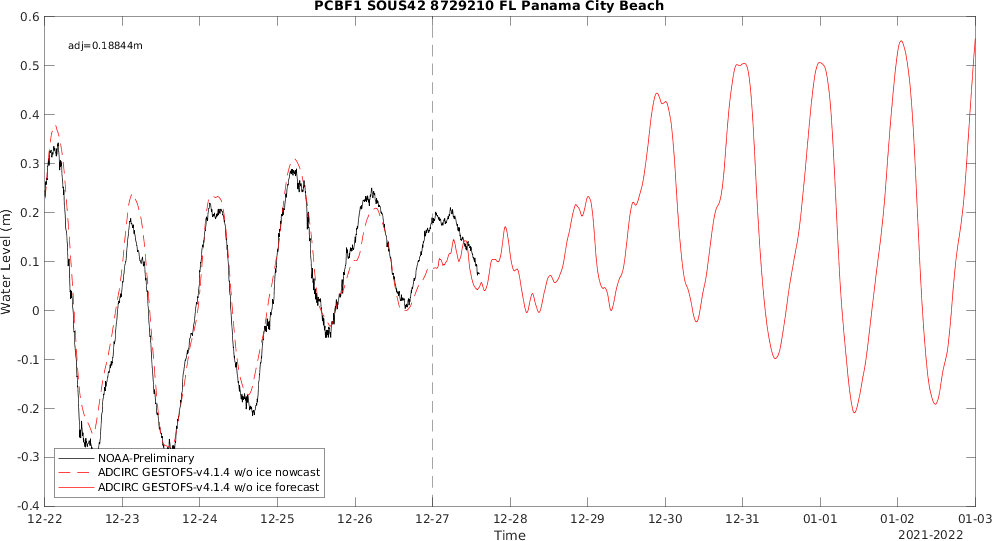 PCBF1 SOUS42 8729210 FL Panama City Beach
adj=0.18844m
0.6
0.5
0.4
0.3
0.2
0.1
0
-0.1
-0.2
-0.3
-0.4
Water Level (m)
NOAA-Preliminary
ADCIRC GESTOFS-v4.1.4 w/o ice nowcast
ADCIRC GESTOFS-v4.1.4 w/o ice forecast
12-22 12-23 12-24 12-25 12-26 12-27 12-28 12-29 12-30 12-31 01-01 01-02 01-03
Time
2021-2022